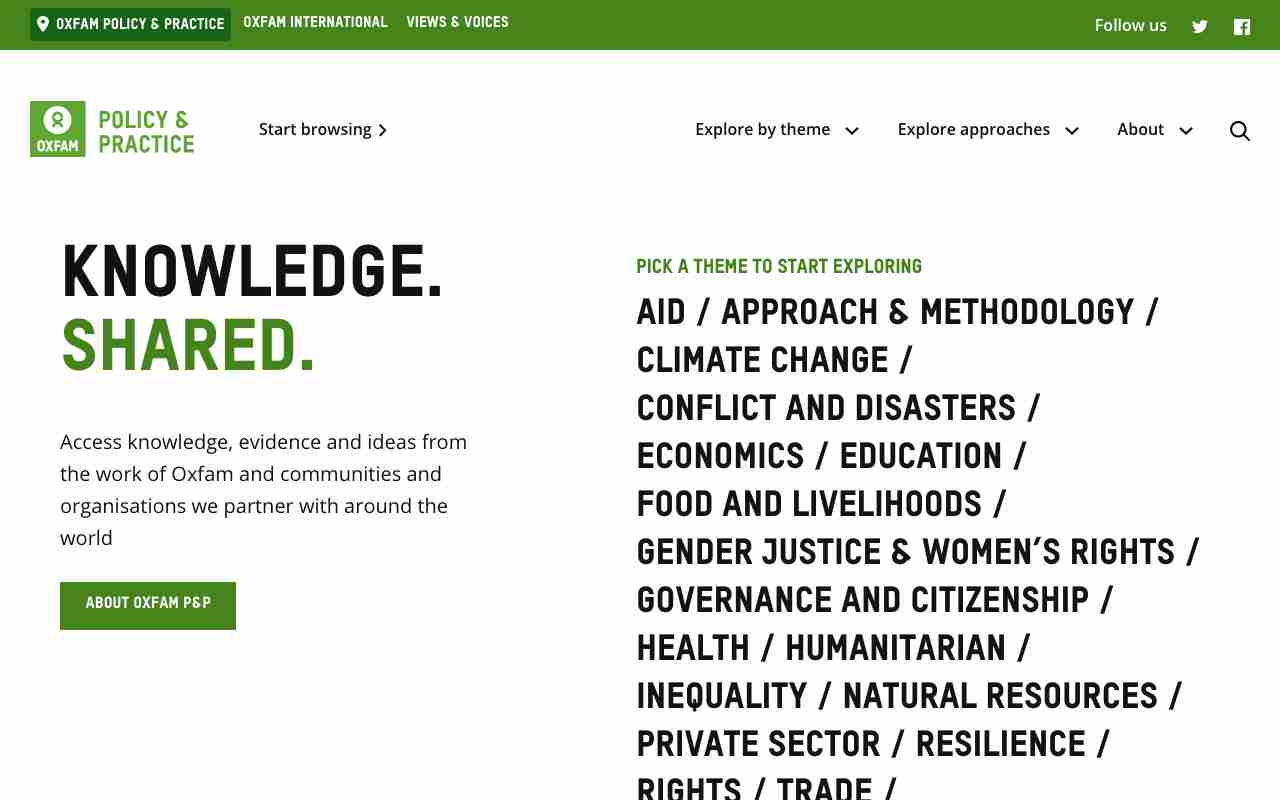 OXFAM POLICY & PRACTICE
OXFAM INTERNATIONAL
VIEWS & VOICES
Follow us
OXFAM
POLICY &
PRACTICE
Start browsing
Explore by theme
Explore approaches
About
KNOWLEDGE.
SHARED.
Access knowledge, evidence and ideas from
the work of Oxfam and communities and
organisations we partner with around the
world
ABOUT OXFAM P&P
PICK A THEME TO START EXPLORING
AID / APPROACH & METHODOLOGY /
CLIMATE CHANGE /
CONFLICT AND DISASTERS /
ECONOMICS / EDUCATION /
FOOD AND LIVELIHOODS /
GENDER JUSTICE & WOMEN’S RIGHTS /
GOVERNANCE AND CITIZENSHIP /
HEALTH / HUMANITARIAN /
INEQUALITY / NATURAL RESOURCES /
PRIVATE SECTOR / RESILIENCE /
RIGHTS / TRADE /